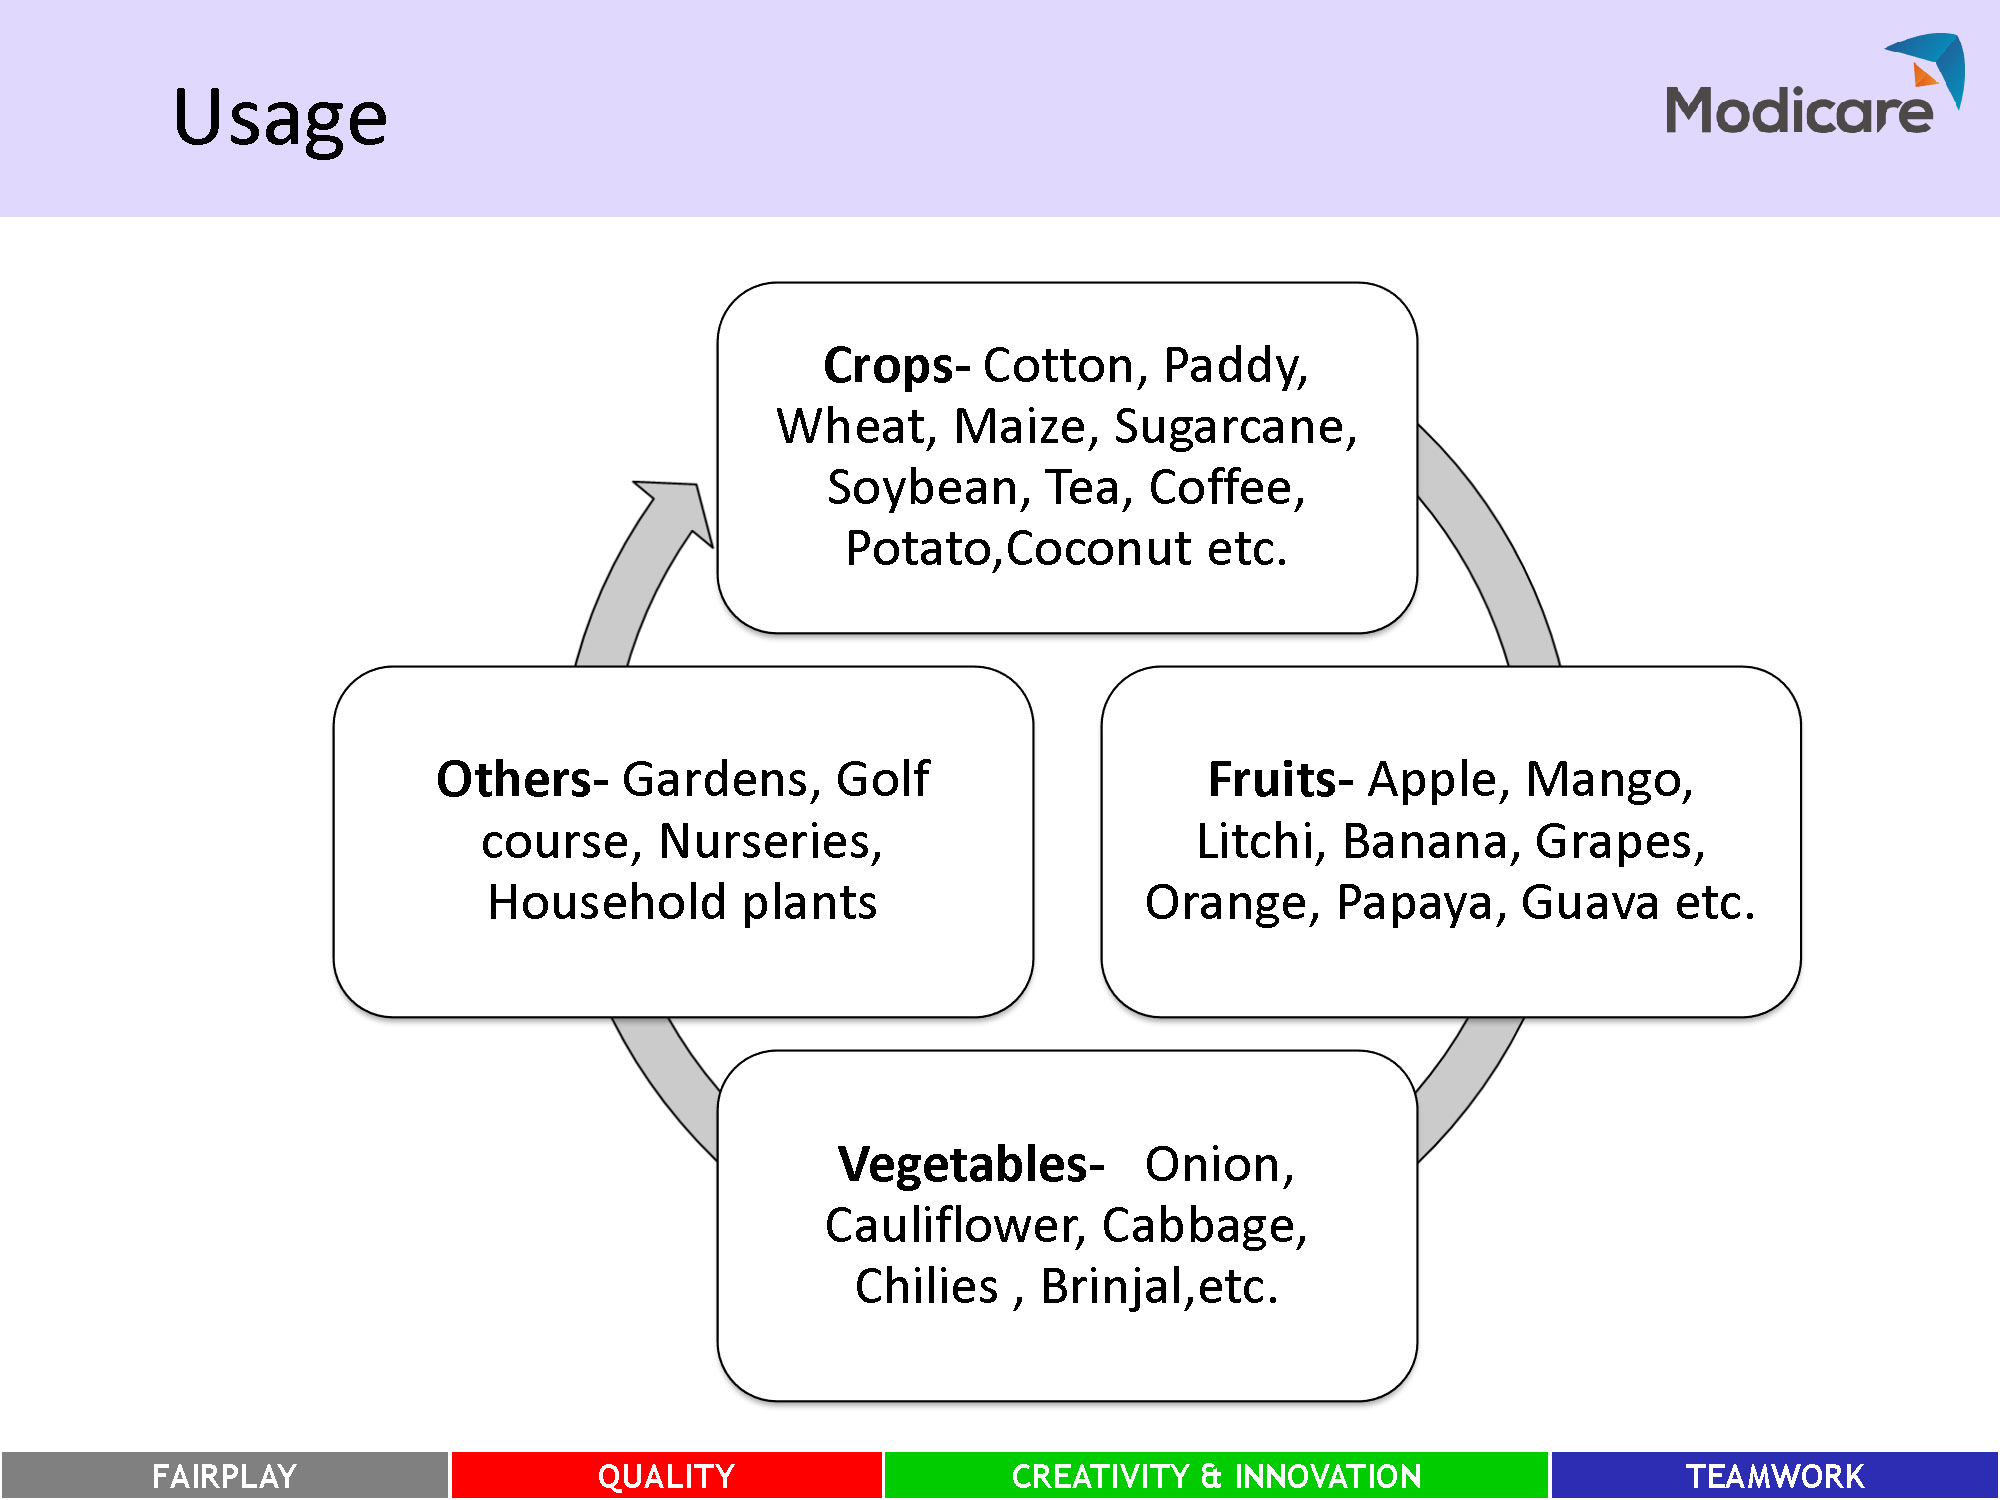 Usage
Modicare
Crops- Cotton, Paddy,
Wheat, Maize, Sugarcane,
Soybean, Tea, Coffee,
Potato,Coconut etc.
Others- Gardens, Golf
course, Nurseries,
Household plants
Fruits- Apple, Mango,
Litchi, Banana, Grapes,
Orange, Papaya, Guava etc.
Vegetables-   Onion,
Cauliflower, Cabbage,
Chilies , Brinjal,etc.
FAIRPLAY
QUALITY
CREATIVITY & INNOVATION
TEAMWORK